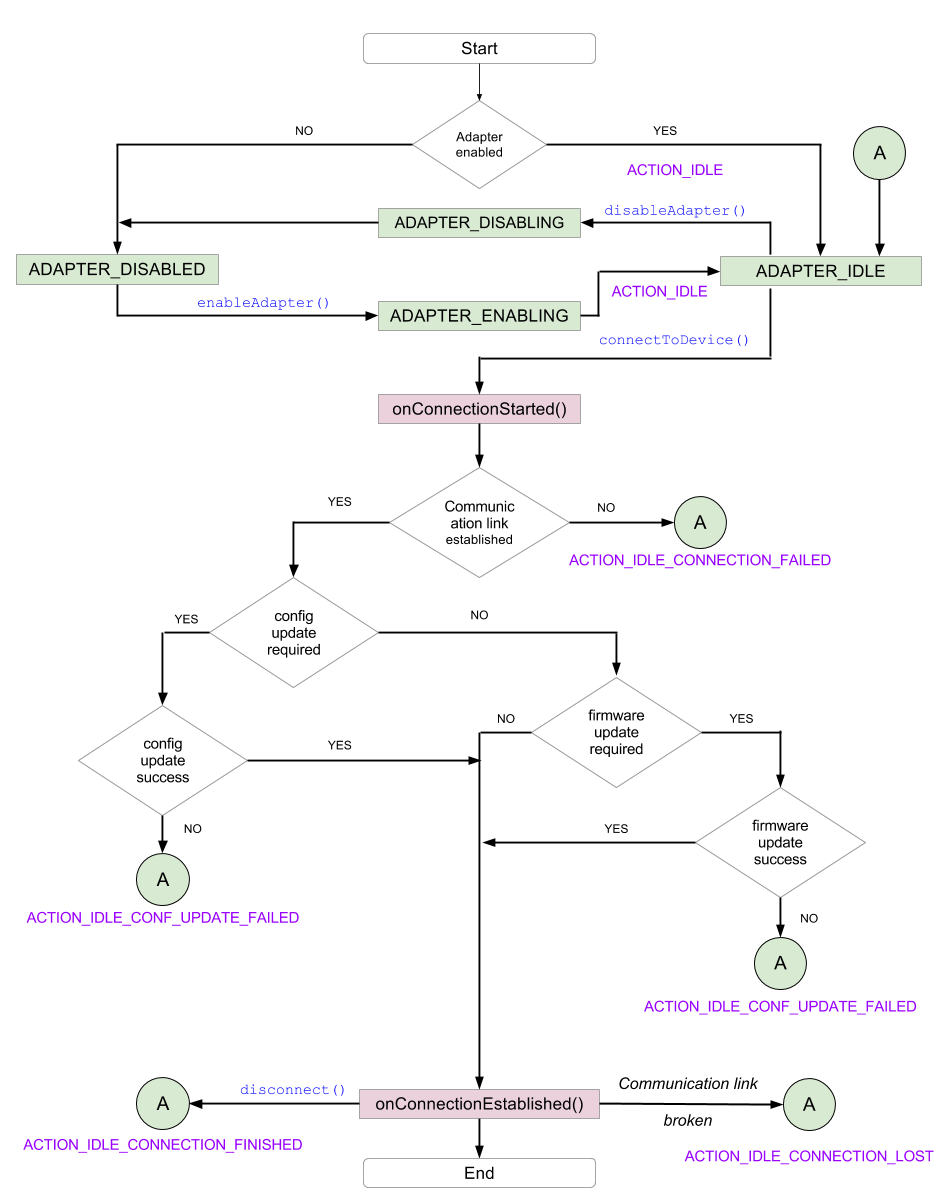 Start
Adapter
enabled
NO
YES
A
ACTION_IDLE
disableAdapter()
ADAPTER_DISABLING
ADAPTER_DISABLED
ADAPTER_IDLE
enableAdapter()
ADAPTER_ENABLING
ACTION_IDLE
connectToDevice()
onConnectionStarted()
Communic
ation link
established
YES
NO
A
ACTION_IDLE_CONNECTION_FAILED
config
update
required
YES
NO
firmware
update
required
NO
YES
config
update
success
YES
NO
A
ACTION_IDLE_CONF_UPDATE_FAILED
firmware
update
success
YES
NO
A
ACTION_IDLE_CONF_UPDATE_FAILED
A
disconnect()
onConnectionEstablished()
Communication link
broken
A
ACTION_IDLE_CONNECTION_FINISHED
ACTION_IDLE_CONNECTION_LOST
End